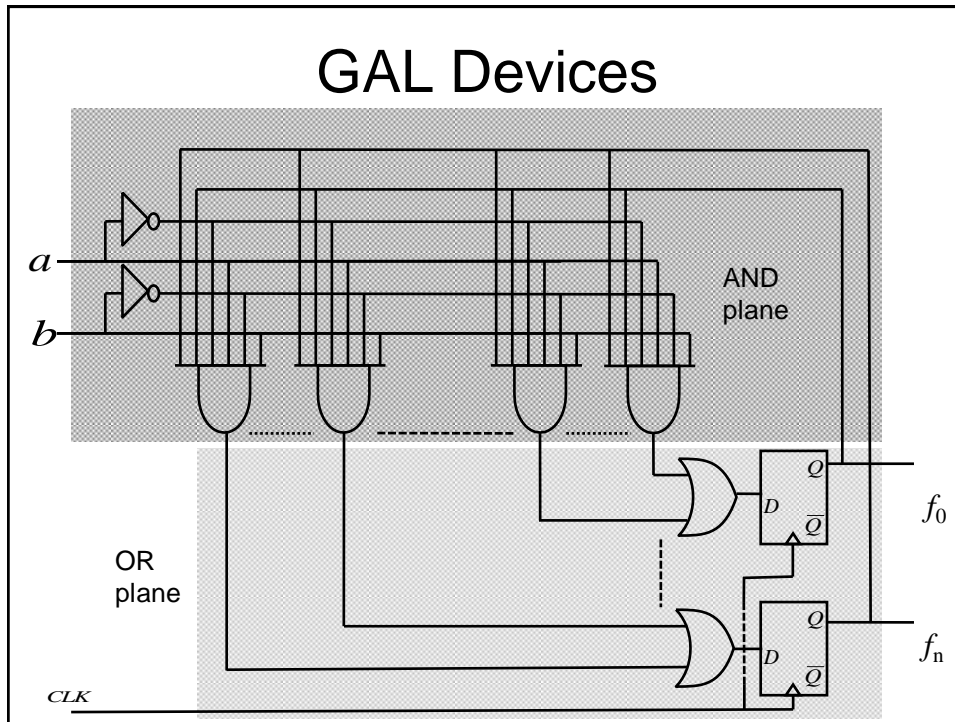 GAL Devices
a
b
AND
plane
Q
D
Q̅
f₀
OR
plane
Q
D
Q̅
fₙ
CLK